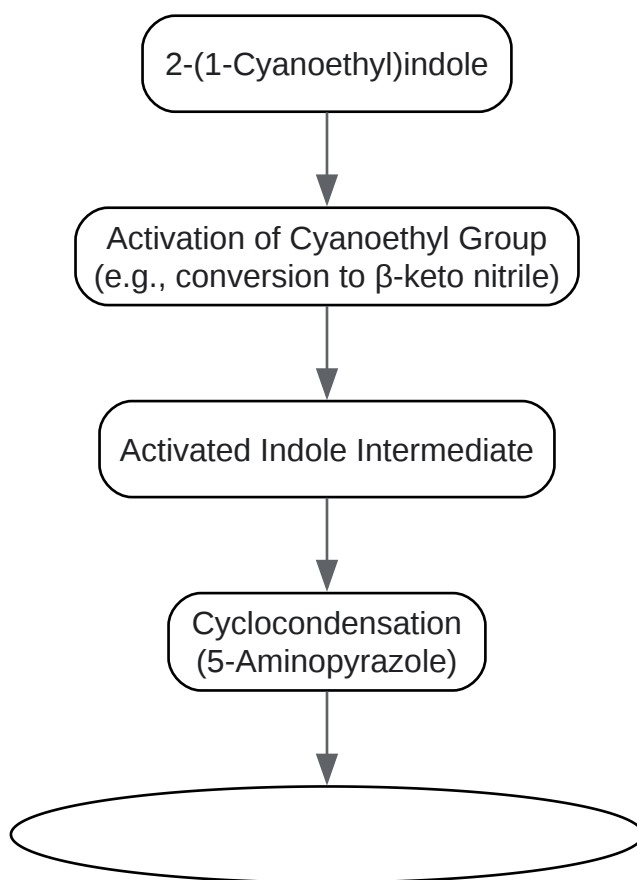 2-(1-Cyanoethyl)indole
Activation of Cyanoethyl Group
(e.g., conversion to β-keto nitrile)
Activated Indole Intermediate
Cyclocondensation
(5-Aminopyrazole)